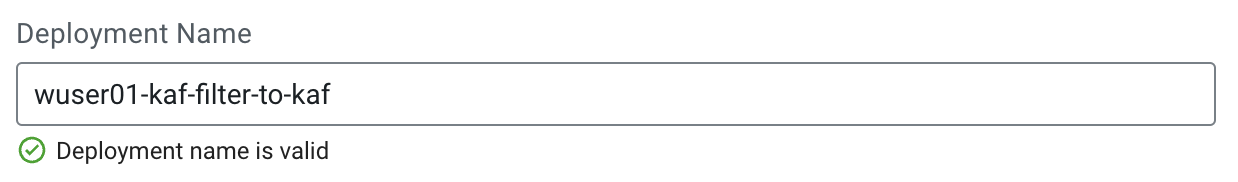 Deployment Name
wuser01-kaf-filter-to-kaf
Deployment name is valid